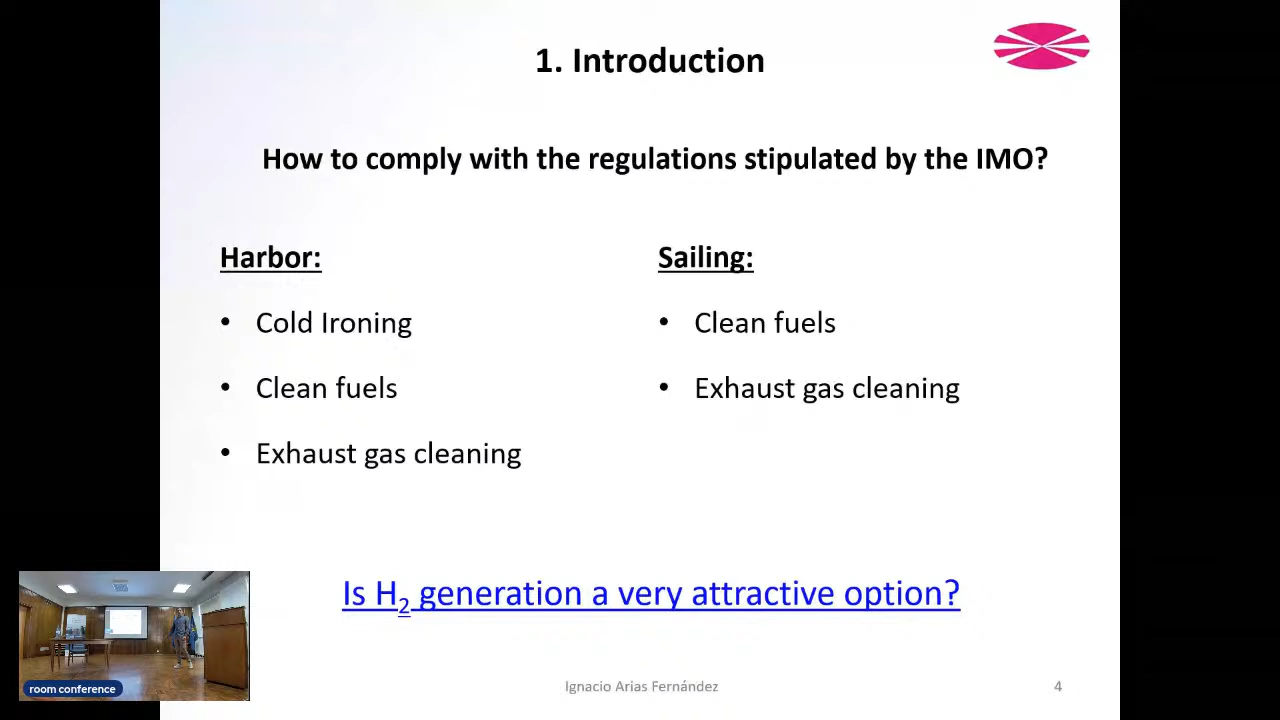 1. Introduction
How to comply with the regulations stipulated by the IMO?
Harbor:
• Cold Ironing
• Clean fuels
• Exhaust gas cleaning
Sailing:
• Clean fuels
• Exhaust gas cleaning
Is H₂ generation a very attractive option?
room conference
Ignacio Arias Fernández
4